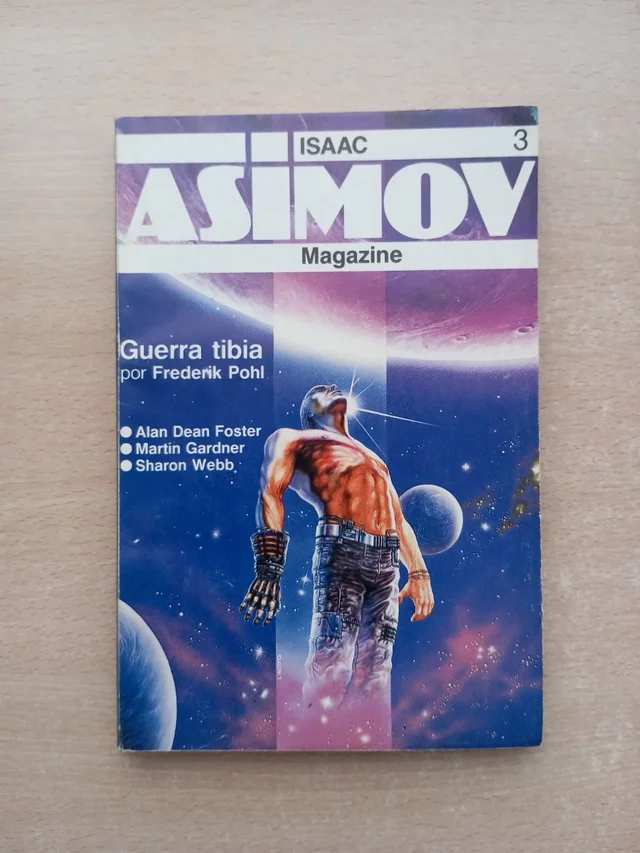 ISAAC
3
ASiMOV
Magazine
Guerra tibia
por Frederik Pohl
● Alan Dean Foster
● Martin Gardner
● Sharon Webb